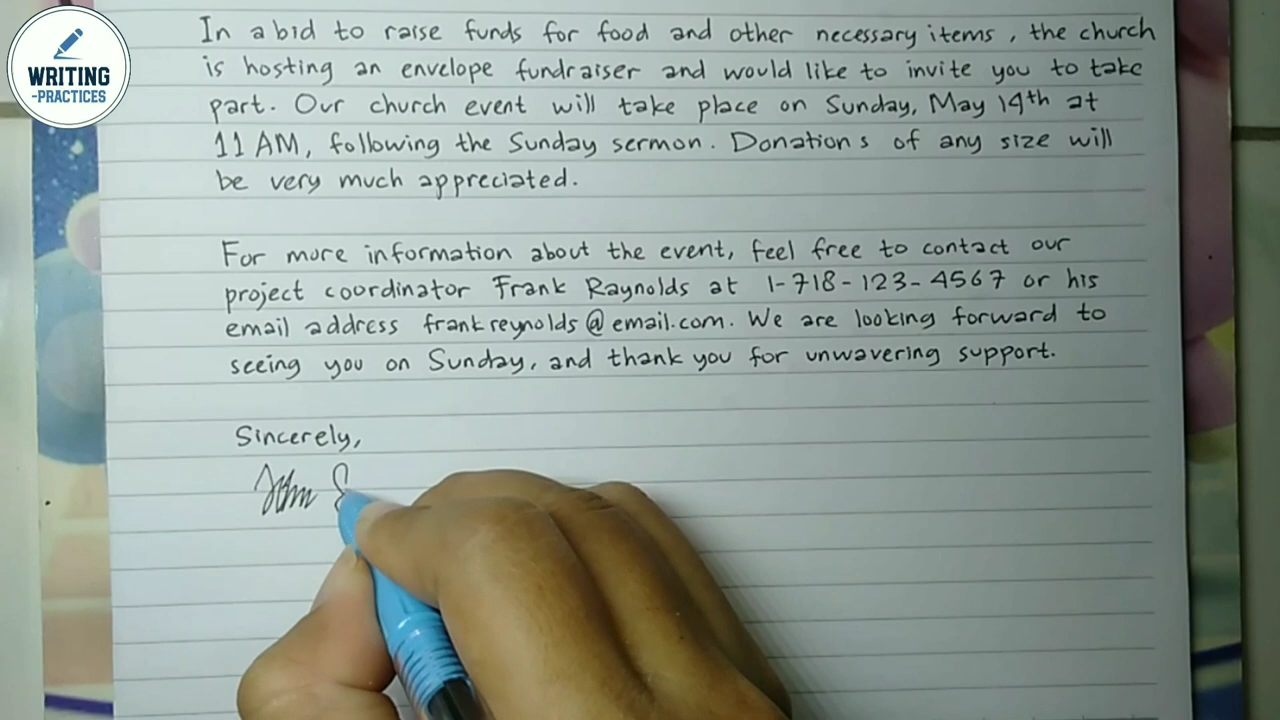 WRITING
-PRACTICES
In a bid to raise funds for food and other necessary items, the church
is hosting an envelope fundraiser and would like to invite you to take
part. Our church event will take place on Sunday, May 14th at
11 AM, following the Sunday sermon. Donations of any size will
be very much appreciated.
For more information about the event, feel free to contact our
project coordinator Frank Raynolds at 1-718-123-4567 or his
email address frankreynolds@email.com. We are looking forward to
seeing you on Sunday, and thank you for unwavering support.
Sincerely,
John S